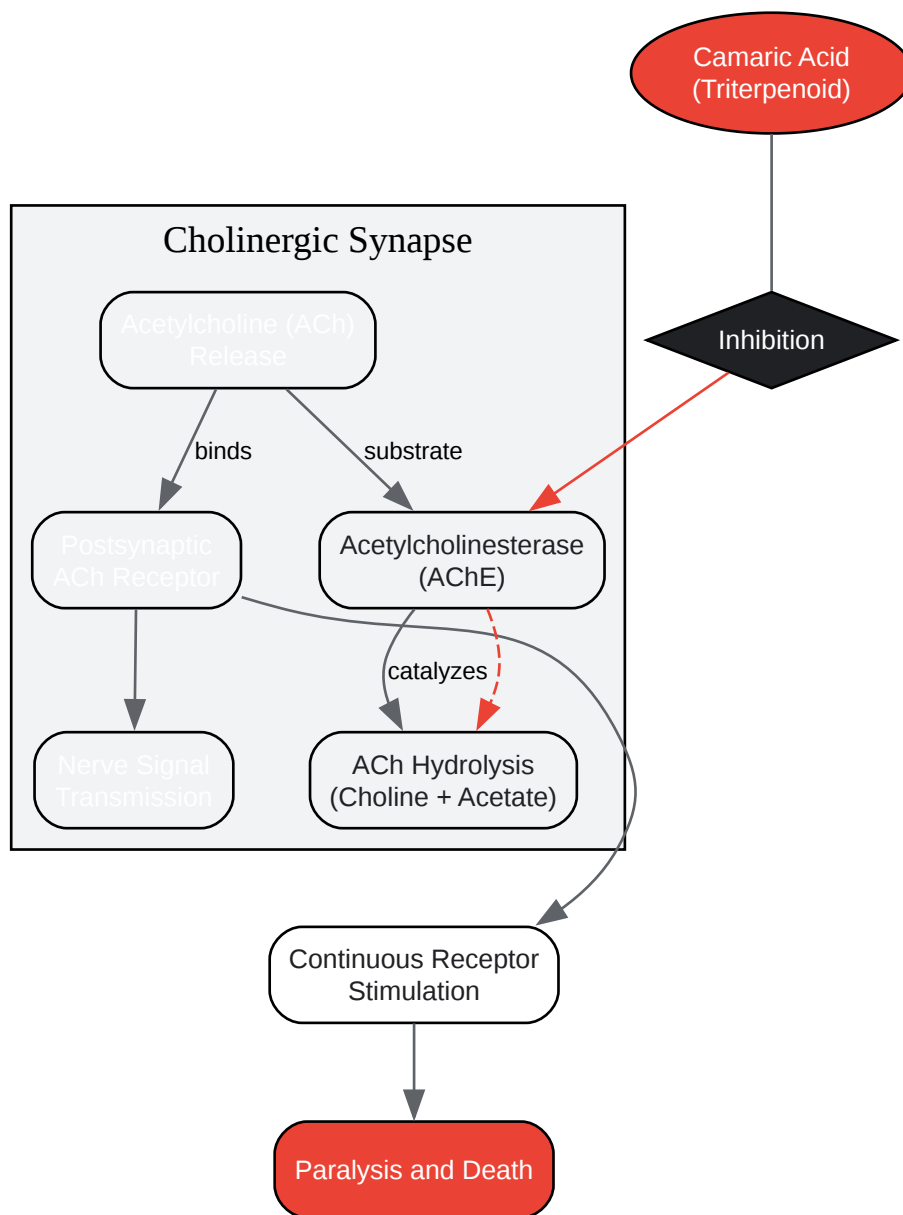 Camaric Acid
(Triterpenoid)
Cholinergic Synapse
Acetylcholine (ACh)
Release
Inhibition
binds
substrate
Postsynaptic
ACh Receptor
Acetylcholinesterase
(AChE)
catalyzes
Nerve Signal
Transmission
ACh Hydrolysis
(Choline + Acetate)
Continuous Receptor
Stimulation
Paralysis and Death